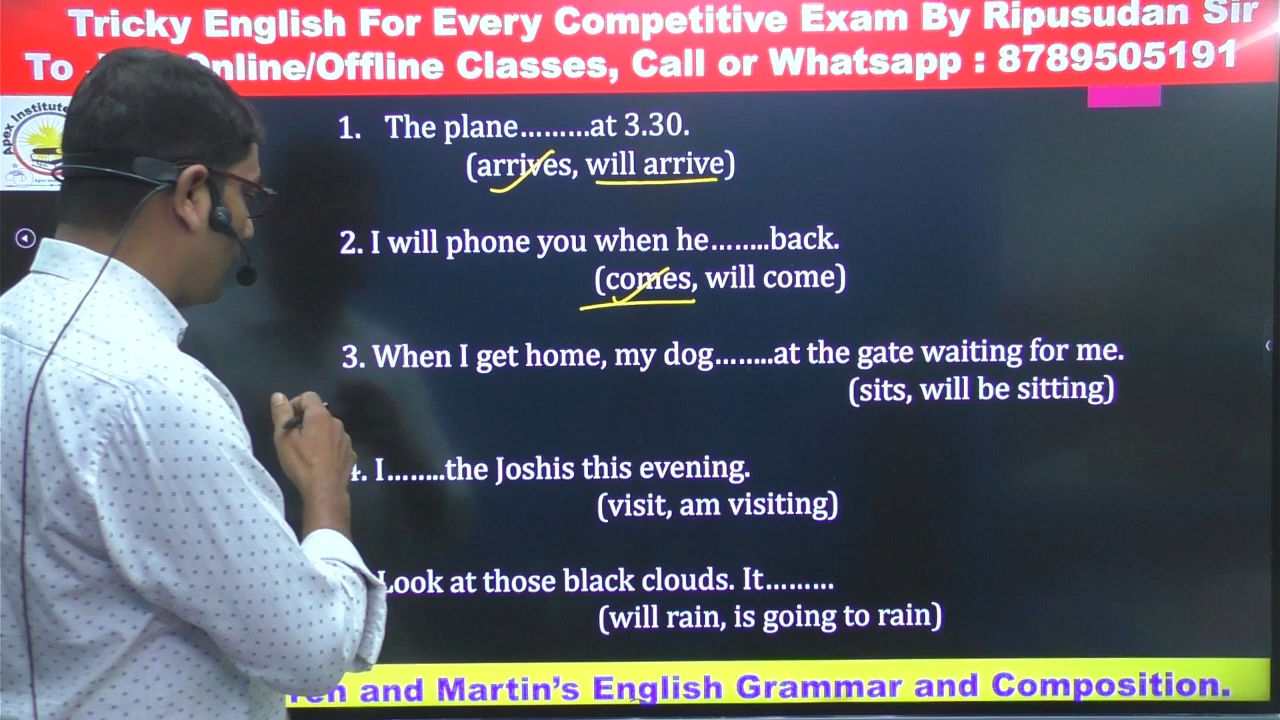 Tricky English For Every Competitive Exam By Ripusudan Sir
To Online/Offline Classes, Call or Whatsapp : 8789505191
Apex Institute
1. The plane.........at 3.30.
(arrives, will arrive)
2. I will phone you when he........back.
(comes, will come)
3. When I get home, my dog........at the gate waiting for me.
(sits, will be sitting)
4. I........the Joshis this evening.
(visit, am visiting)
Look at those black clouds. It.........
(will rain, is going to rain)
and Martin's English Grammar and Composition.